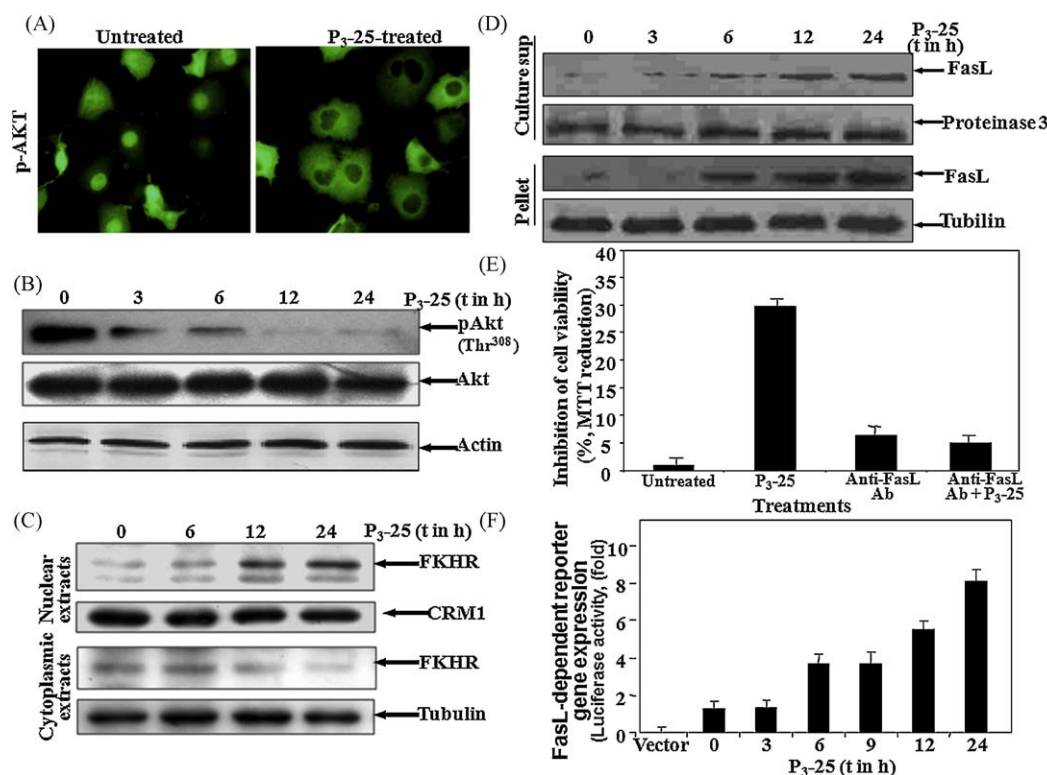 (A)
Untreated
P3-25-treated
p-AKT
(B)
0 3 6 12 24 P3-25 (t in h)
pAkt
(Thr308)
Akt
Actin
(C)
0 6 12 24 P3-25 (t in h)
Nuclear
extracts
FKHR
CRM1
Cytoplasmic
extracts
FKHR
Tubulin
(D)
P3-25
0 3 6 12 24 (t in h)
Culture sup
FasL
Proteinase3
Pellet
FasL
Tubilin
(E)
Inhibition of cell viability
(%, MTT reduction)
40
35
30
25
20
15
10
5
0
Untreated
P3-25
Anti-FasL
Ab
Anti-FasL
Ab+P3-25
Treatments
(F)
FasL-dependent reporter
gene expression
(Luciferase activity, (fold)
10
8
6
4
2
0
Vector 0 3 6 9 12 24
P3-25 (t in h)